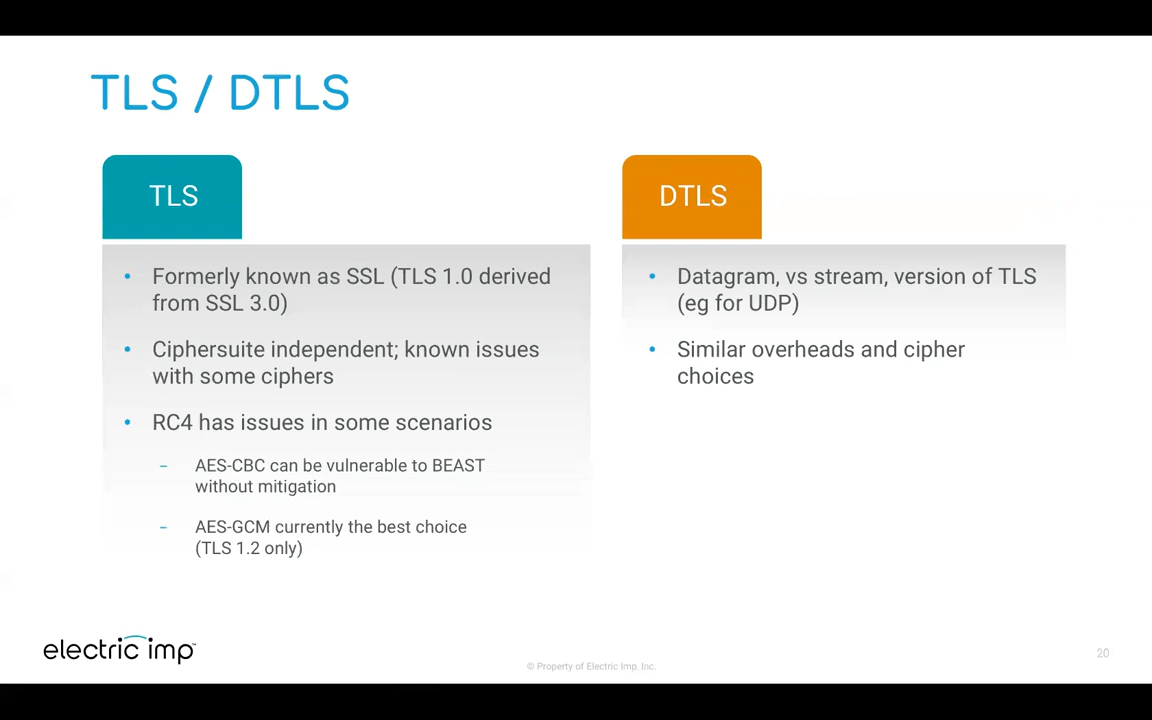 TLS / DTLS
TLS
• Formerly known as SSL (TLS 1.0 derived
from SSL 3.0)
• Ciphersuite independent; known issues
with some ciphers
• RC4 has issues in some scenarios
– AES-CBC can be vulnerable to BEAST
without mitigation
– AES-GCM currently the best choice
(TLS 1.2 only)
DTLS
• Datagram, vs stream, version of TLS
(eg for UDP)
• Similar overheads and cipher
choices
electric imp™
© Property of Electric Imp, Inc.
20